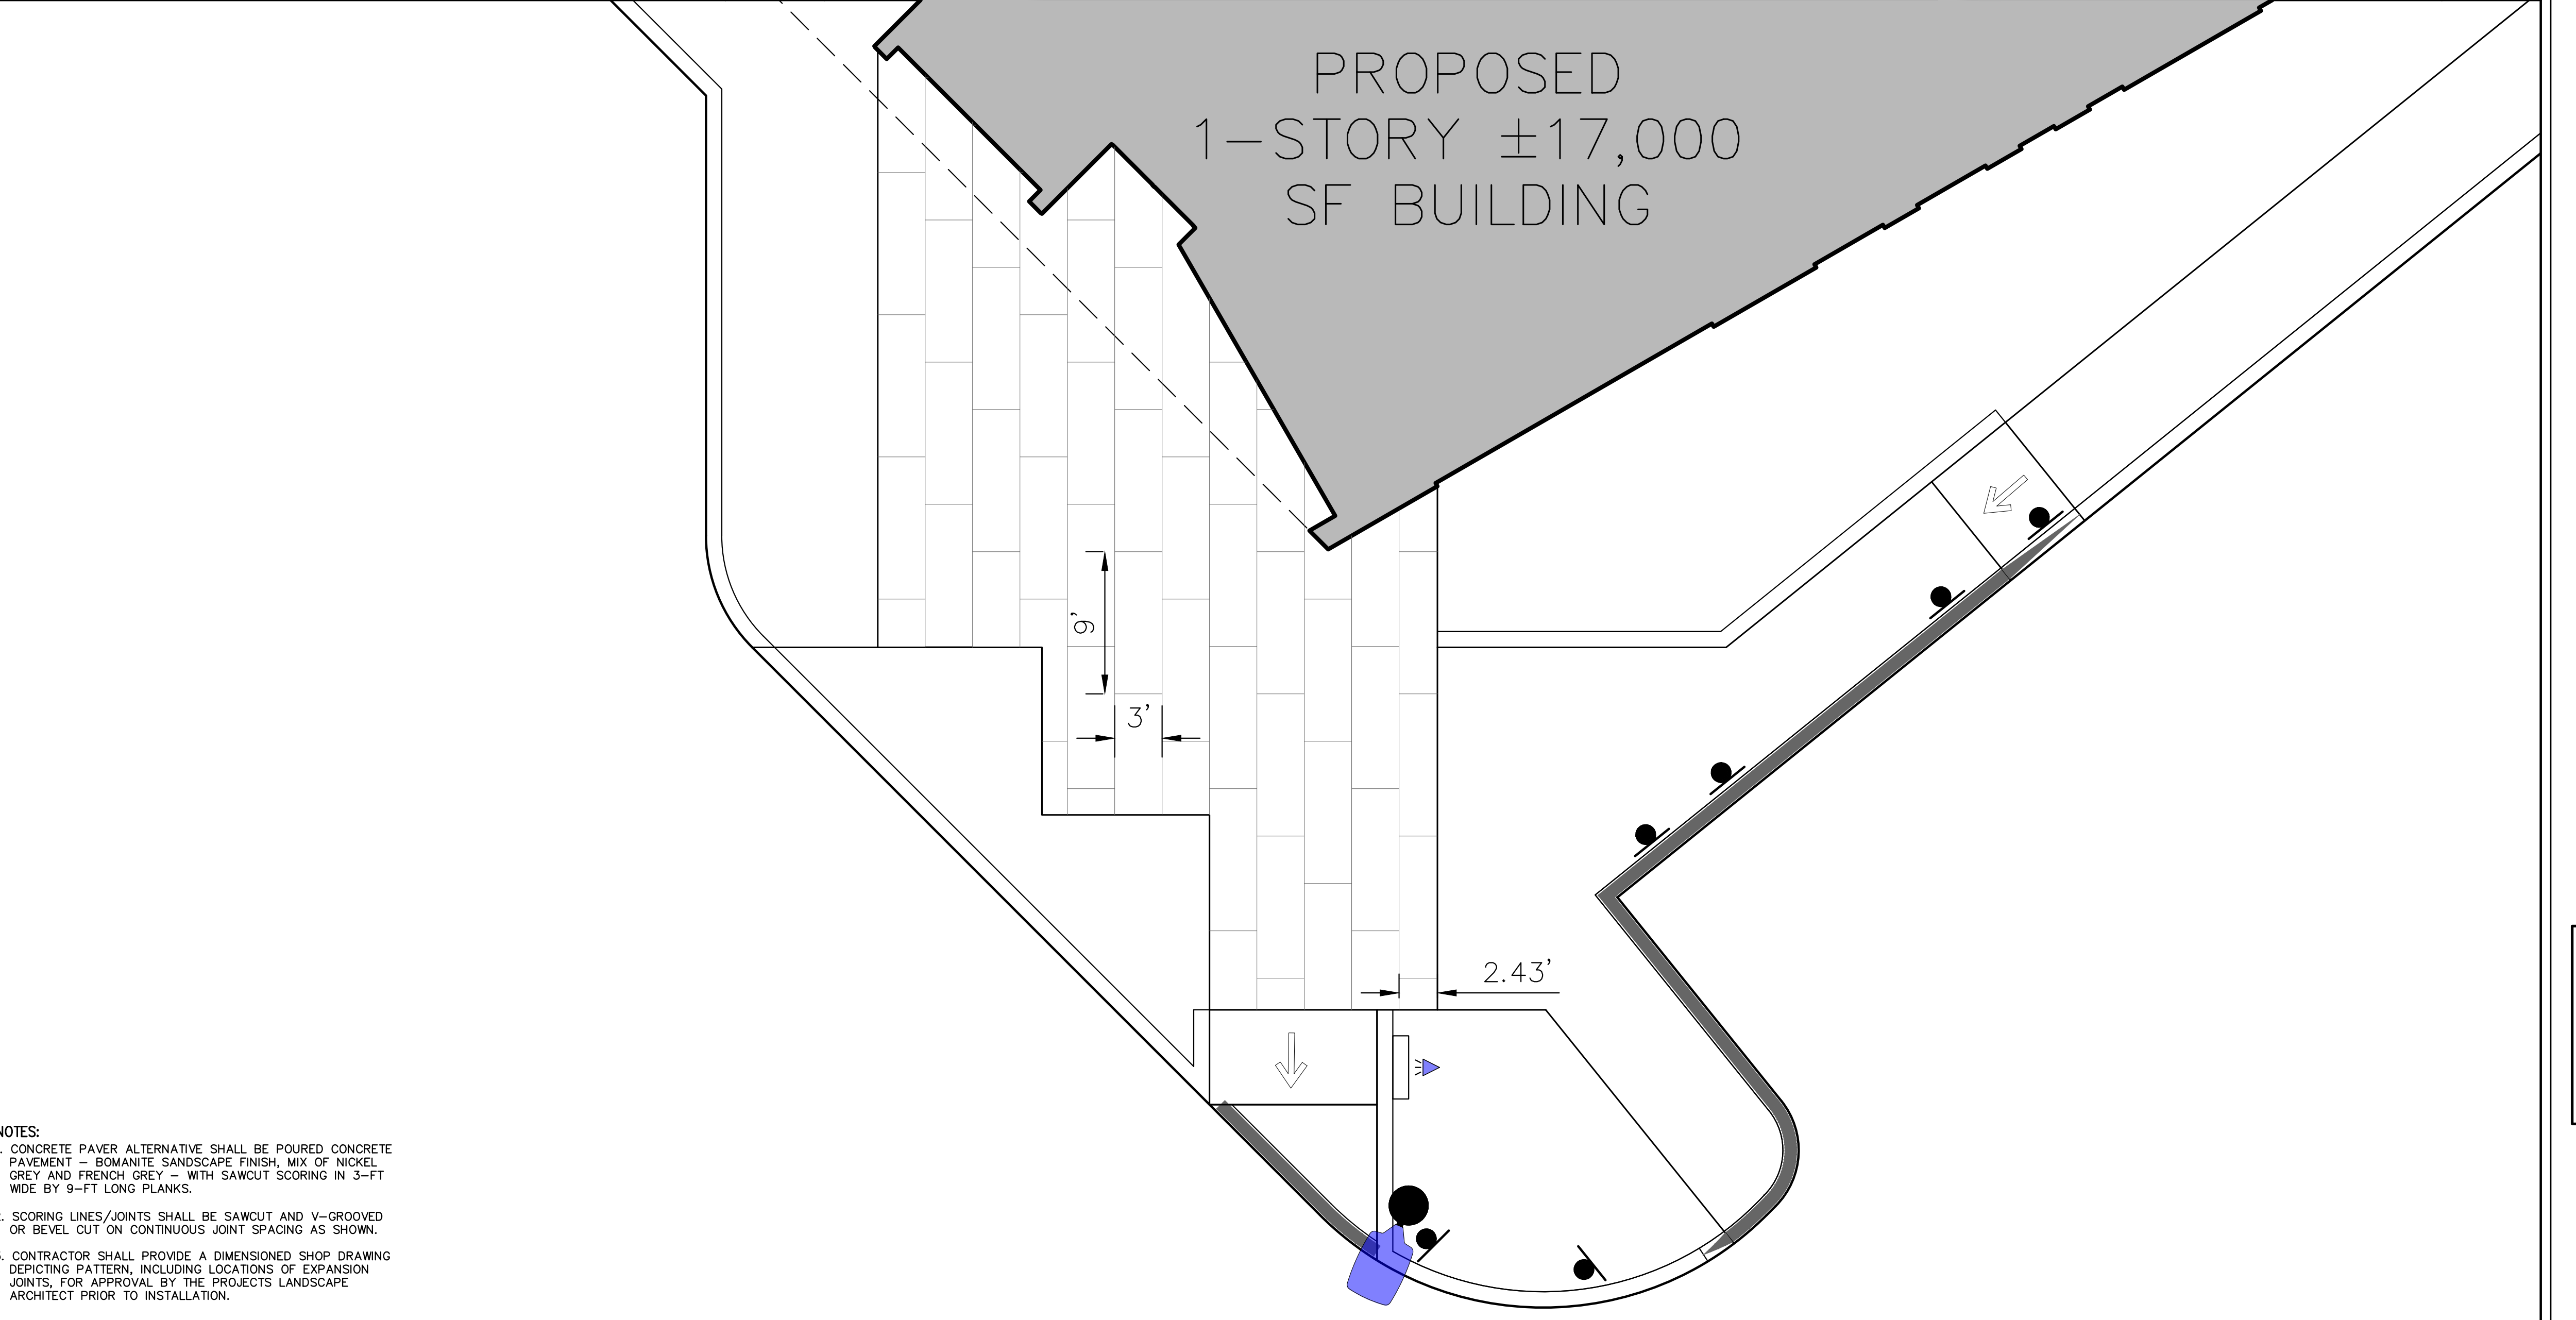 PROPOSED
1-STORY ±17,000
SF BUILDING
9'
3'
2.43'
NOTES:
. CONCRETE PAVER ALTERNATIVE SHALL BE POURED CONCRETE
PAVEMENT – BOMANITE SANDSCAPE FINISH, MIX OF NICKEL
GREY AND FRENCH GREY – WITH SAWCUT SCORING IN 3-FT
WIDE BY 9-FT LONG PLANKS.
. SCORING LINES/JOINTS SHALL BE SAWCUT AND V-GROOVED
OR BEVEL CUT ON CONTINUOUS JOINT SPACING AS SHOWN.
. CONTRACTOR SHALL PROVIDE A DIMENSIONED SHOP DRAWING
DEPICTING PATTERN, INCLUDING LOCATIONS OF EXPANSION
JOINTS, FOR APPROVAL BY THE PROJECTS LANDSCAPE
ARCHITECT PRIOR TO INSTALLATION.